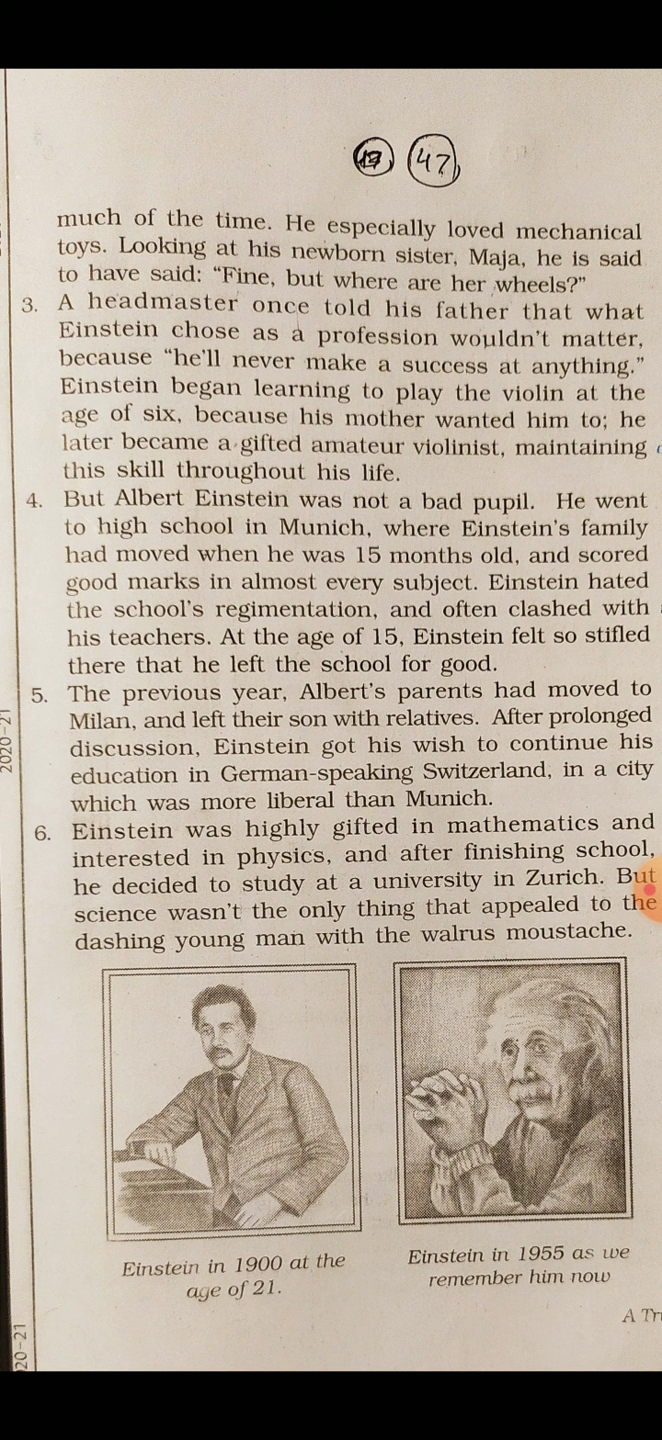 47
much of the time. He especially loved mechanical
toys. Looking at his newborn sister, Maja, he is said
to have said: “Fine, but where are her wheels?”
3. A headmaster once told his father that what
Einstein chose as a profession wouldn’t matter,
because “he’ll never make a success at anything.”
Einstein began learning to play the violin at the
age of six, because his mother wanted him to; he
later became a gifted amateur violinist, maintaining
this skill throughout his life.
4. But Albert Einstein was not a bad pupil. He went
to high school in Munich, where Einstein’s family
had moved when he was 15 months old, and scored
good marks in almost every subject. Einstein hated
the school’s regimentation, and often clashed with
his teachers. At the age of 15, Einstein felt so stifled
there that he left the school for good.
5. The previous year, Albert’s parents had moved to
Milan, and left their son with relatives. After prolonged
discussion, Einstein got his wish to continue his
education in German-speaking Switzerland, in a city
which was more liberal than Munich.
6. Einstein was highly gifted in mathematics and
interested in physics, and after finishing school,
he decided to study at a university in Zurich. But
science wasn’t the only thing that appealed to the
dashing young man with the walrus moustache.
Einstein in 1900 at the
age of 21.
Einstein in 1955 as we
remember him now
A Tr
2020–21
20–21